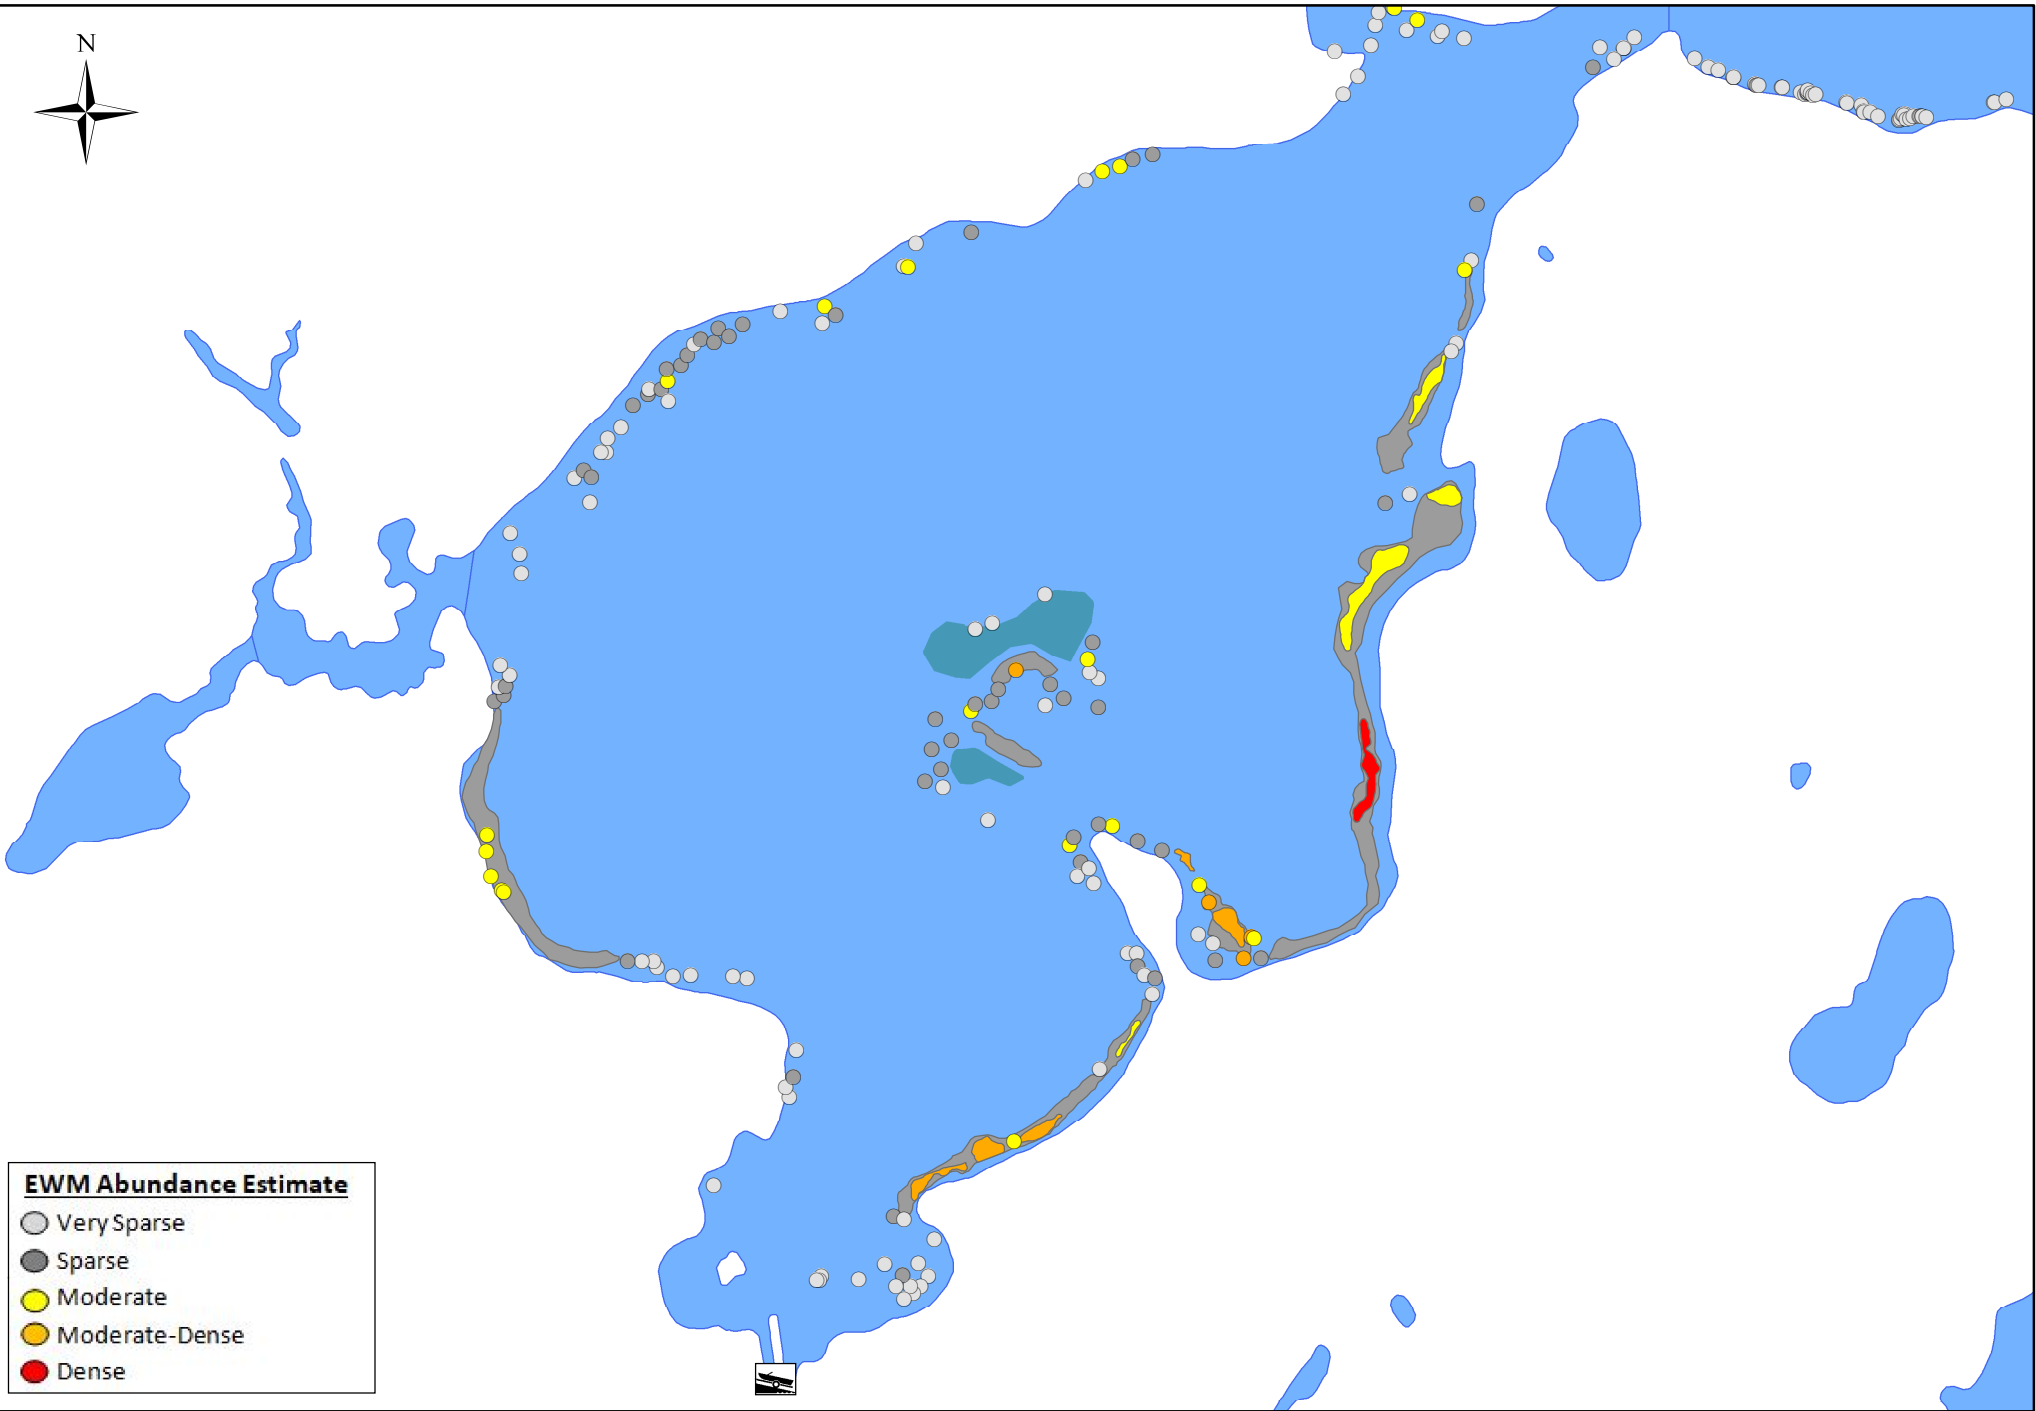 N
EWM Abundance Estimate
Very Sparse
Sparse
Moderate
Moderate-Dense
Dense